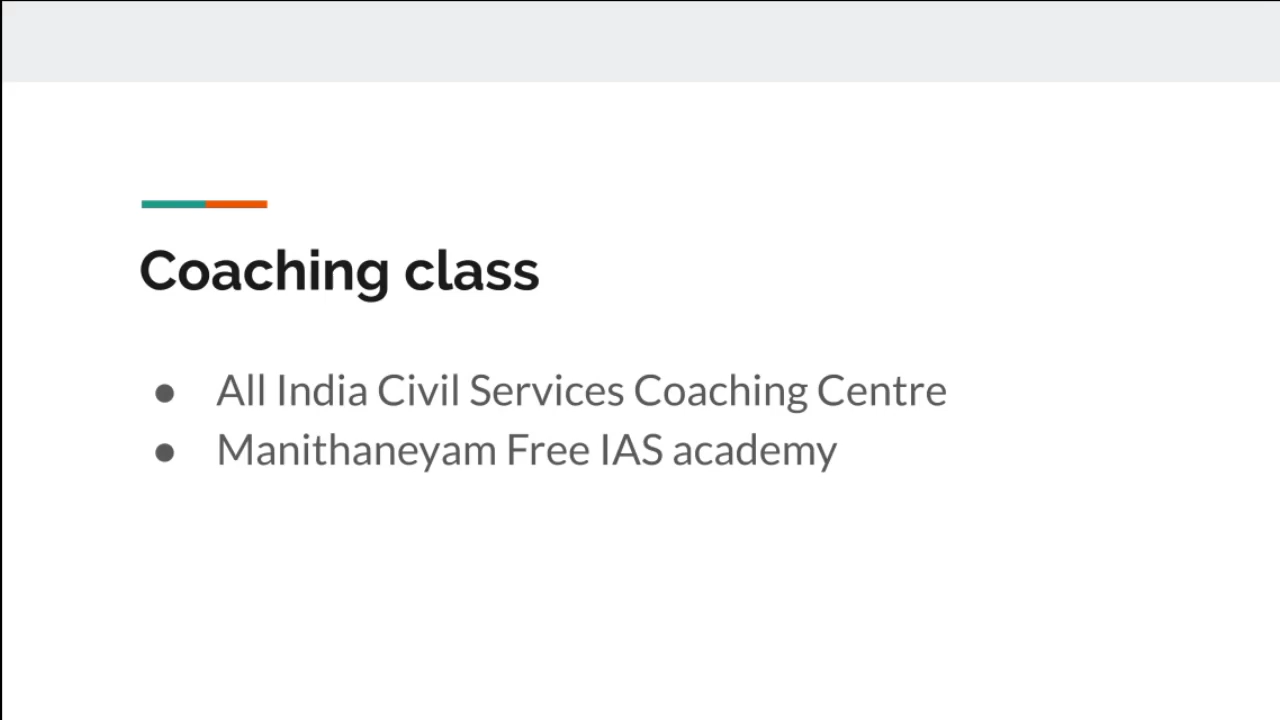 Coaching class
● All India Civil Services Coaching Centre
● Manithaneyam Free IAS academy